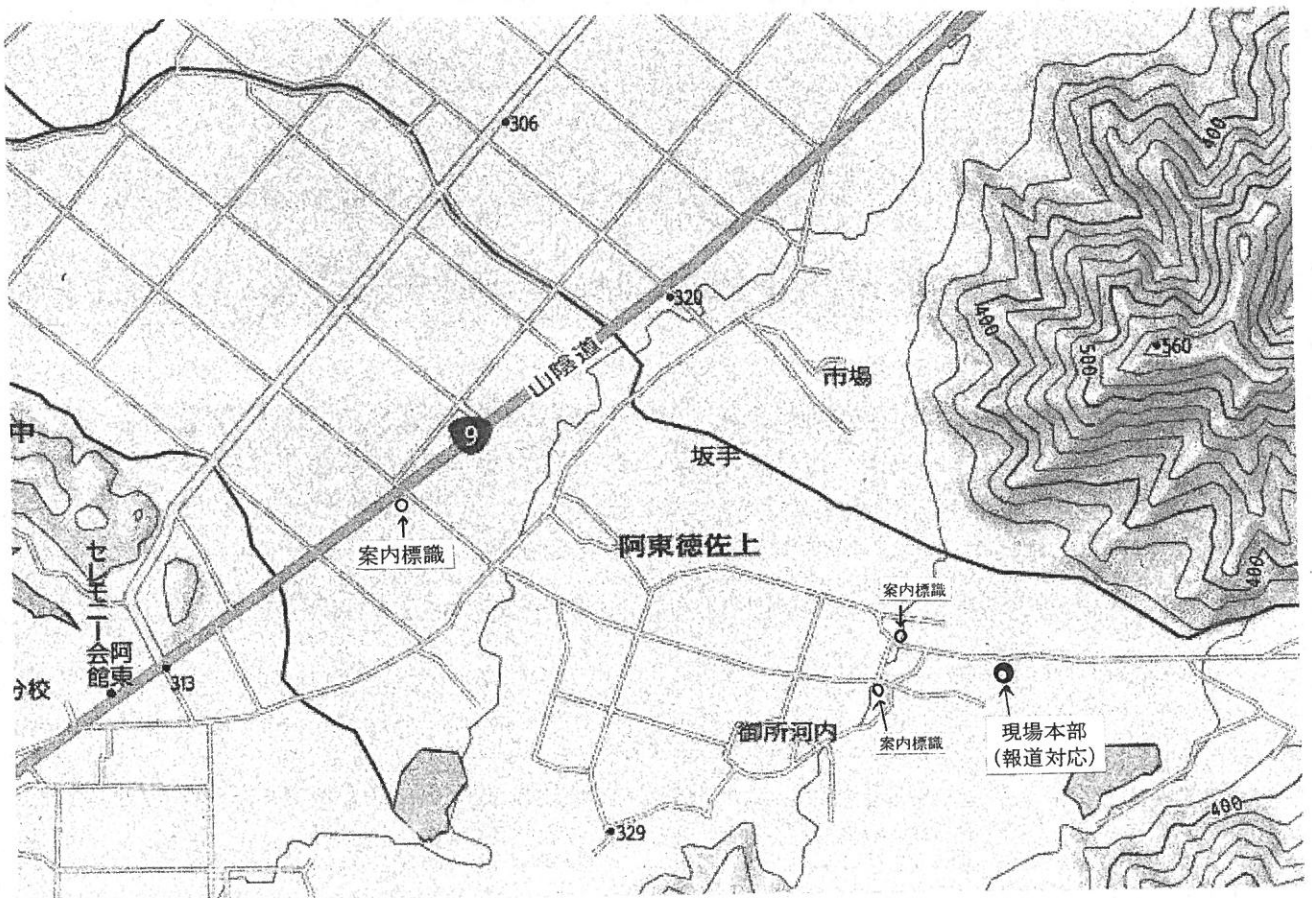 306
400
320
400
山陰道
500
560
市場
中
9
坂手
案内標識
阿東徳佐上
400
案内標識
セレモニー会館
阿東
分校
313
御所河内
案内標識
現場本部
(報道対応)
400
329